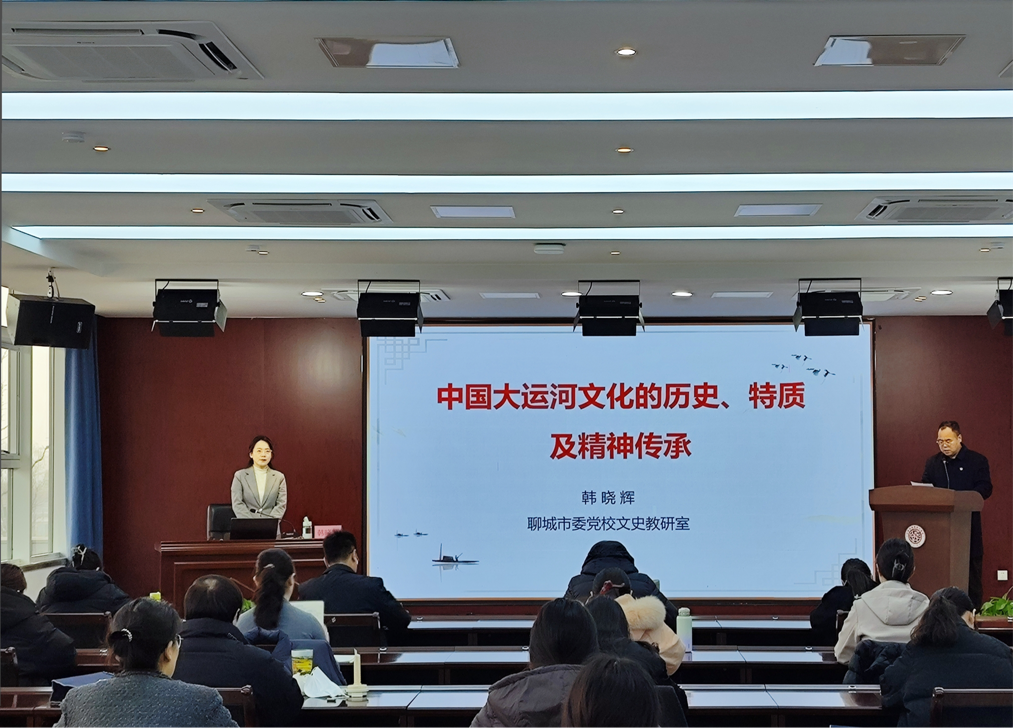 中国大运河文化的历史、特质
及精神传承
韩晓辉
聊城市委党校文史教研室